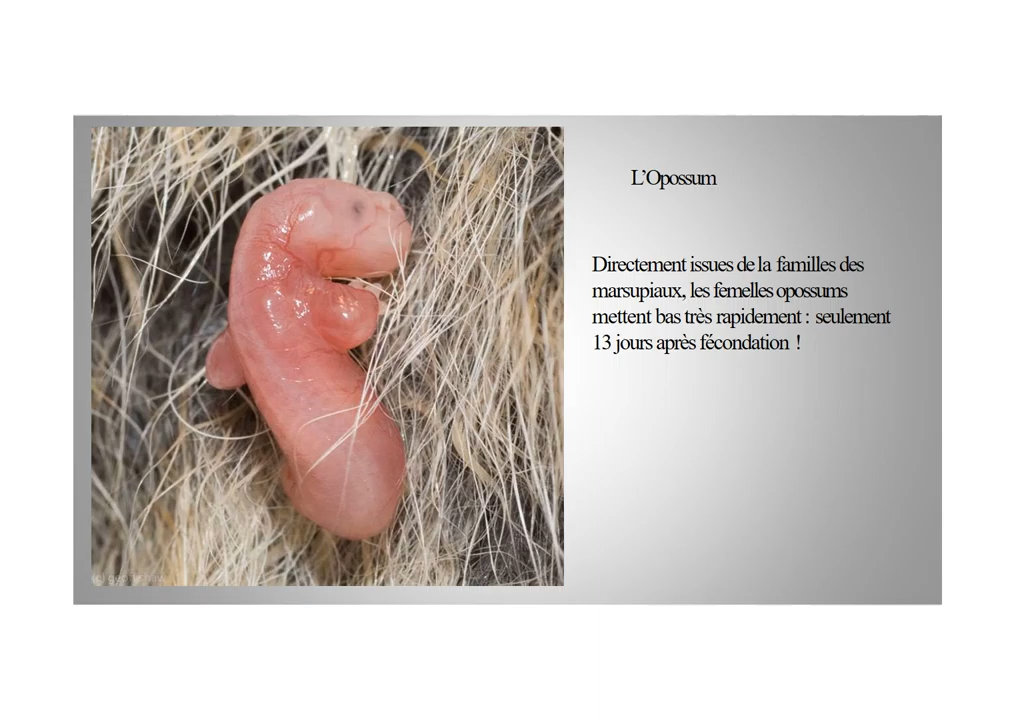 L’Opossum
Directement issues de la familles des
marsupiaux, les femelles opossums
mettent bas très rapidement : seulement
13 jours après fécondation !